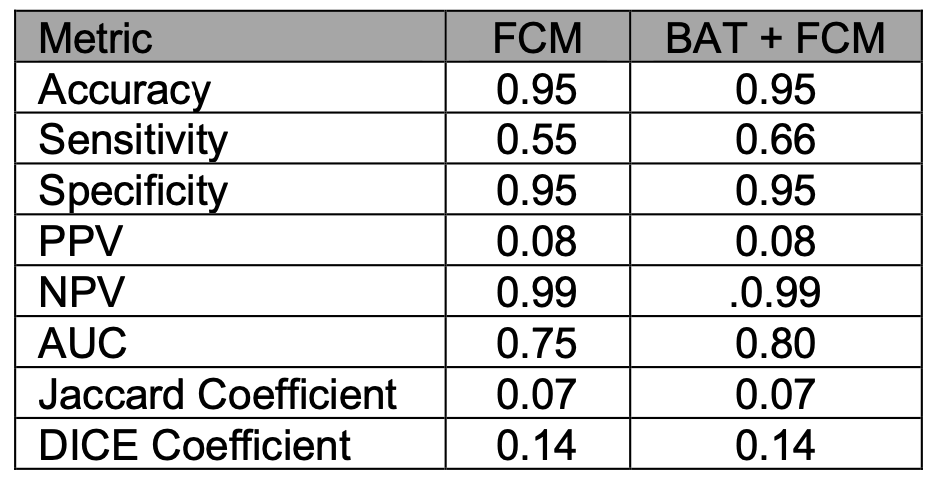 Metric FCM BAT + FCM
Accuracy 0.95 0.95
Sensitivity 0.55 0.66
Specificity 0.95 0.95
PPV 0.08 0.08
NPV 0.99 .0.99
AUC 0.75 0.80
Jaccard Coefficient 0.07 0.07
DICE Coefficient 0.14 0.14